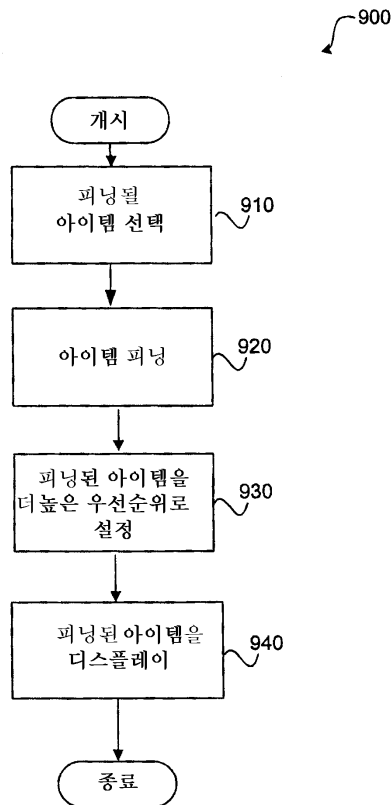 900
개시
피닝될
아이템 선택
910
아이템 피닝
920
피닝된 아이템을
더높은 우선순위로
설정
930
피닝된 아이템을
디스플레이
940
종료